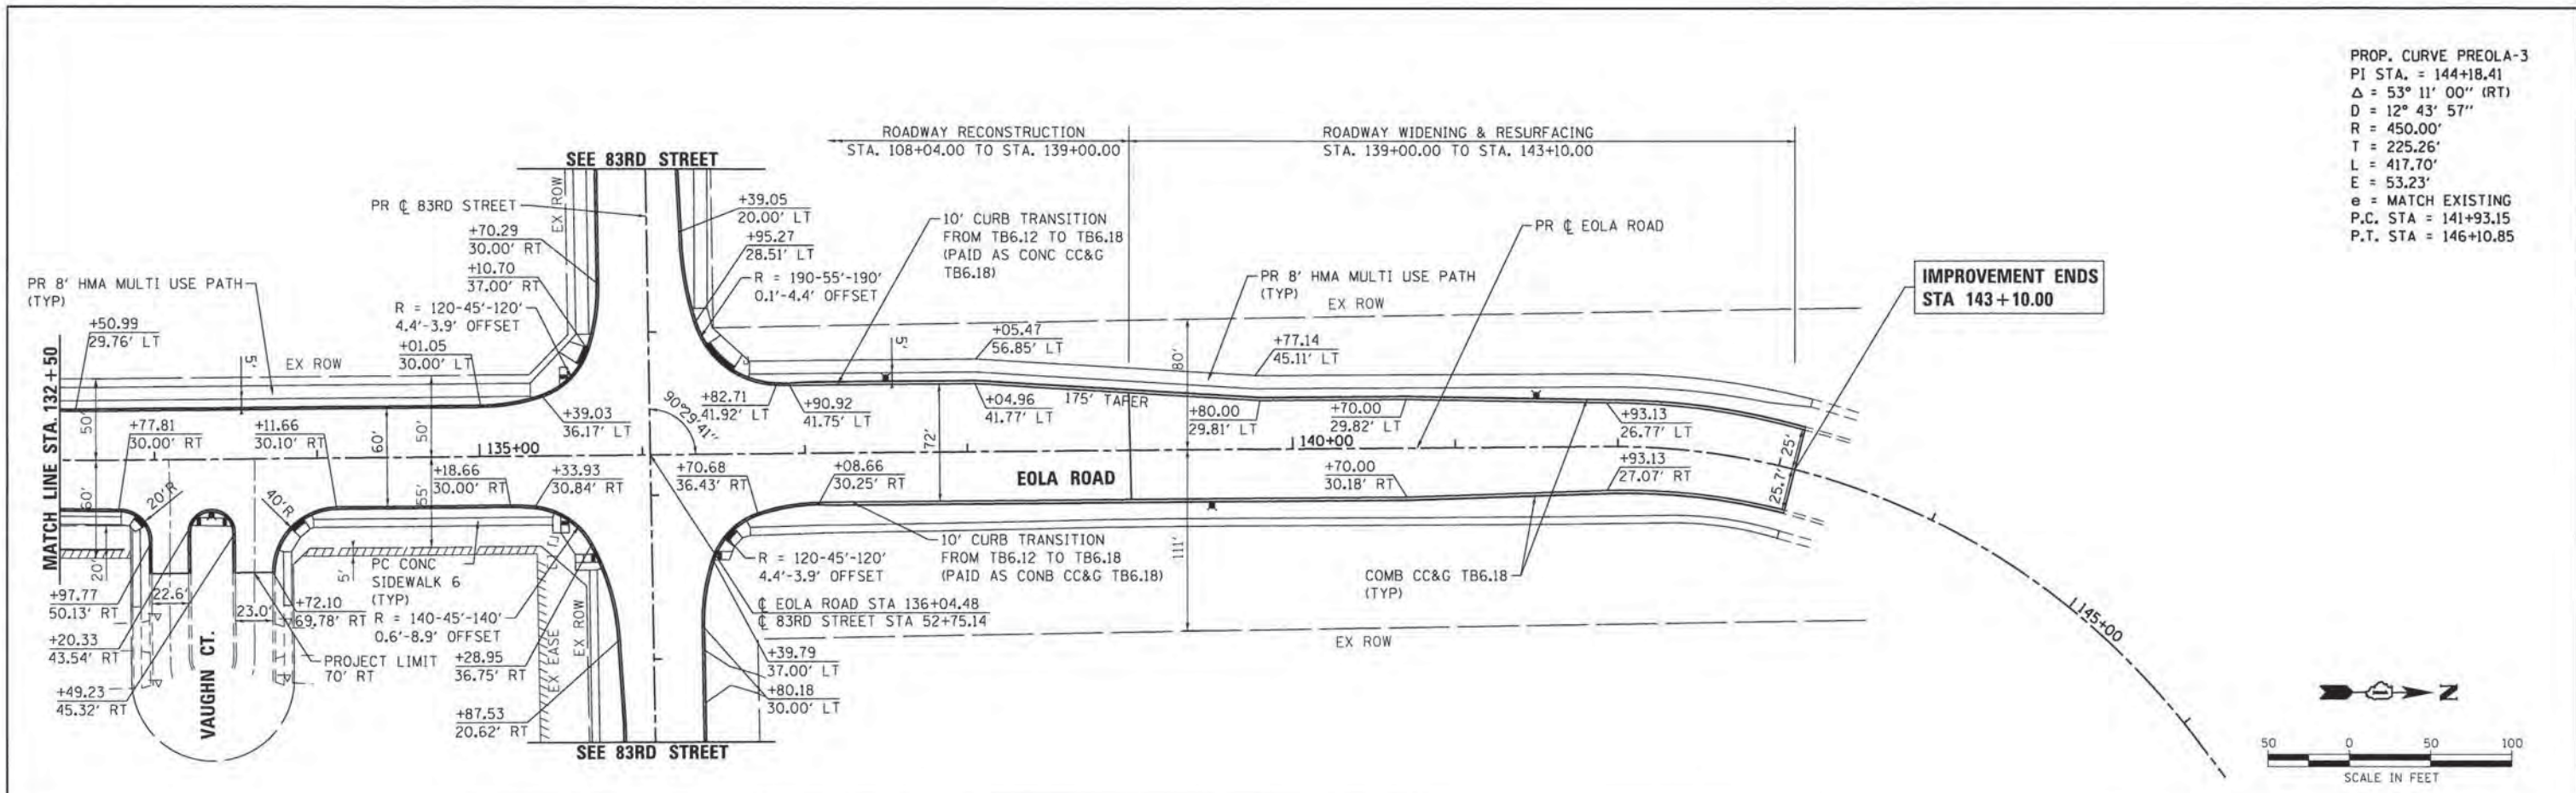 PROP. CURVE PREOLA-3
PI STA. = 144+18.41
Δ = 53° 11' 00" (RT)
D = 12° 43' 57"
R = 450.00'
T = 225.26'
L = 417.70'
E = 53.23'
e = MATCH EXISTING
P.C. STA = 141+93.15
P.T. STA = 146+10.85
ROADWAY RECONSTRUCTION
STA. 108+04.00 TO STA. 139+00.00
ROADWAY WIDENING & RESURFACING
STA. 139+00.00 TO STA. 143+10.00
SEE 83RD STREET
PR ℄ 83RD STREET
EX ROW
+70.29
30.00' RT
+10.70
37.00' RT
R = 120-45'-120'
4.4'-3.9' OFFSET
+39.05
20.00' LT
+95.27
28.51' LT
R = 190-55'-190'
0.1'-4.4' OFFSET
10' CURB TRANSITION
FROM TB6.12 TO TB6.18
(PAID AS CONC CC&G
TB6.18)
PR ℄ EOLA ROAD
PR 8' HMA MULTI USE PATH
(TYP)
EX ROW
IMPROVEMENT ENDS
STA 143+10.00
PR 8' HMA MULTI USE PATH
(TYP)
+50.99
29.76' LT
5'
EX ROW
+01.05
30.00' LT
+05.47
56.85' LT
5'
+77.14
45.11' LT
80'
MATCH LINE STA. 132+50
50'
60'
+77.81
30.00' RT
+11.66
30.10' RT
60'
50'
55'
135+00
+39.03
36.17' LT
90°29'41"
+82.71
41.92' LT
+90.92
41.75' LT
72'
+04.96
41.77' LT
175' TAPER
+80.00
29.81' LT
+70.00
29.82' LT
140+00
+93.13
26.77' LT
25'
25.7'
+18.66
30.00' RT
+33.93
30.84' RT
+70.68
36.43' RT
+08.66
30.25' RT
EOLA ROAD
+70.00
30.18' RT
+93.13
27.07' RT
20'R
40'R
20'
5'
PC CONC
SIDEWALK 6
(TYP)
R = 140-45'-140'
0.6'-8.9' OFFSET
R = 120-45'-120'
4.4'-3.9' OFFSET
10' CURB TRANSITION
FROM TB6.12 TO TB6.18
(PAID AS CONB CC&G TB6.18)
111'
COMB CC&G TB6.18
(TYP)
+97.77
50.13' RT
22.6'
23.0'
+72.10
69.78' RT
℄ EOLA ROAD STA 136+04.48
℄ 83RD STREET STA 52+75.14
145+00
+20.33
43.54' RT
PROJECT LIMIT
70' RT
+28.95
36.75' RT
EX EASE
EX ROW
+39.79
37.00' LT
EX ROW
+49.23
45.32' RT
VAUGHN CT.
+87.53
20.62' RT
+80.18
30.00' LT
SEE 83RD STREET
N
50 0 50 100
SCALE IN FEET